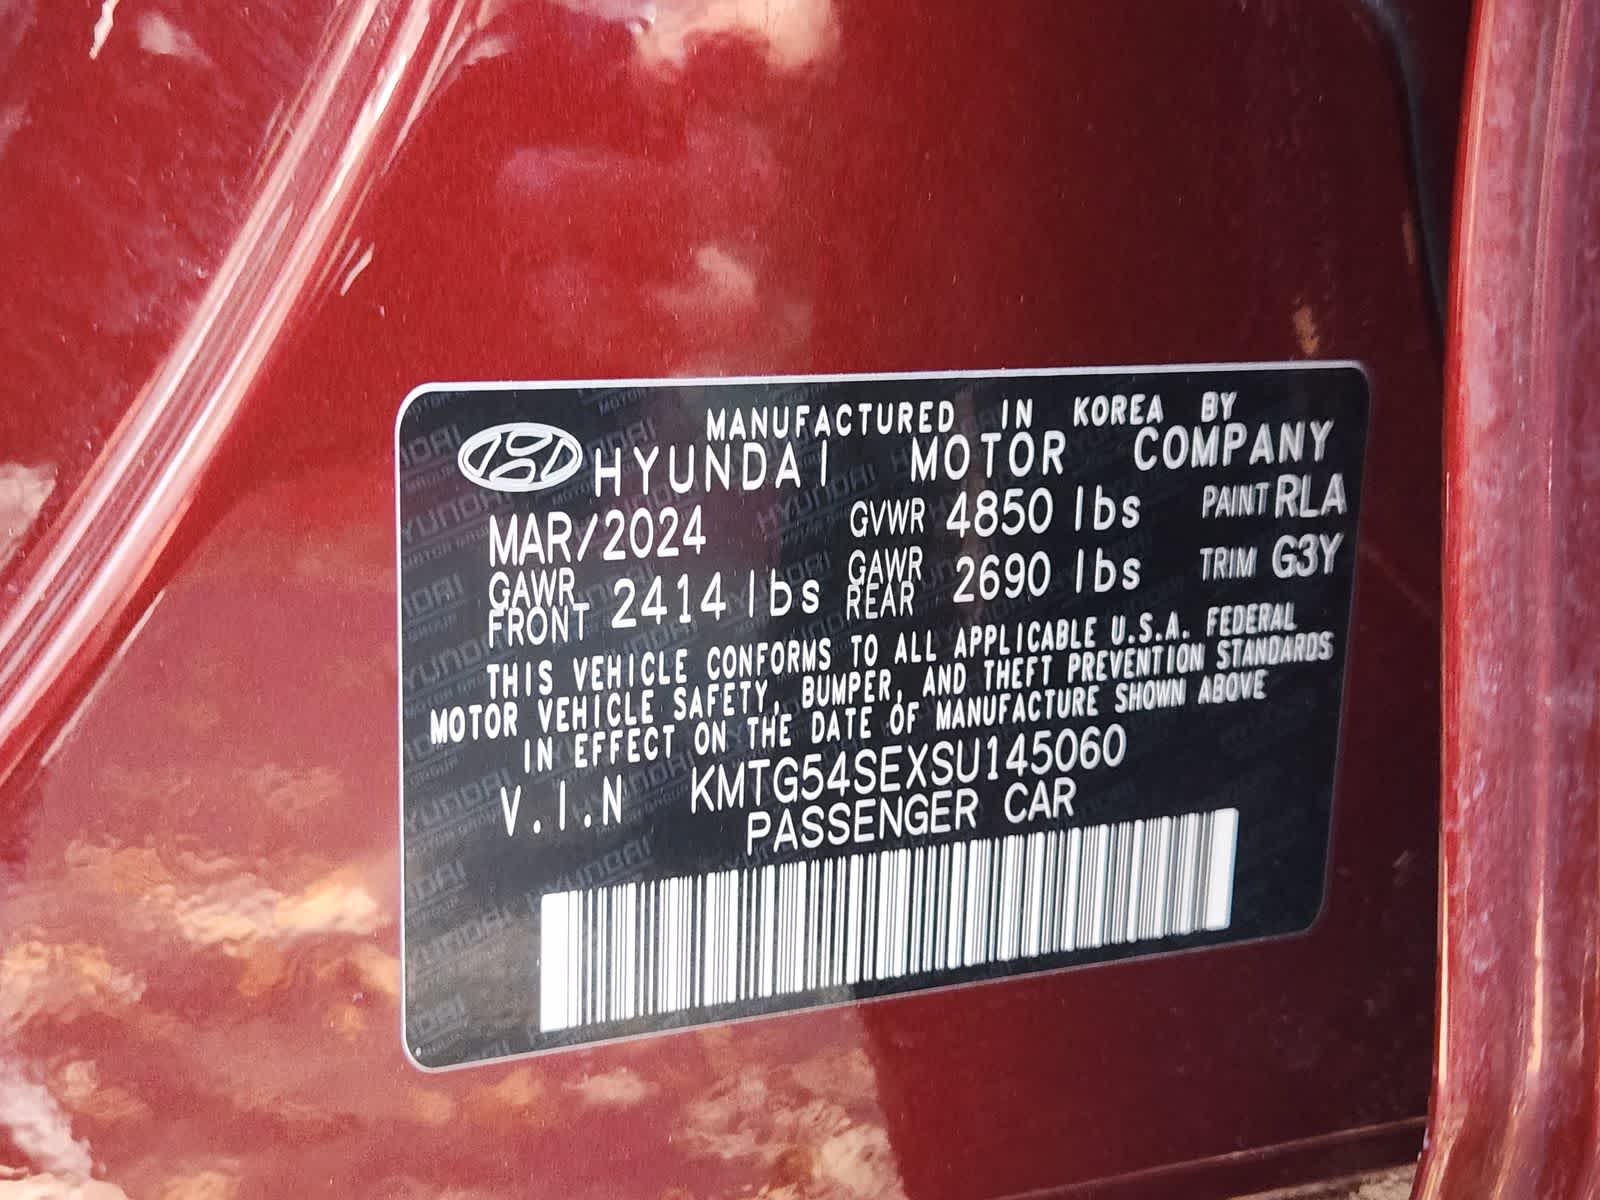 MANUFACTURED IN KOREA BY
HYUNDAI MOTOR COMPANY
MAR/2024 GVWR 4850 lbs PAINT RLA
GAWR FRONT 2414 lbs GAWR REAR 2690 lbs TRIM G3Y
THIS VEHICLE CONFORMS TO ALL APPLICABLE U.S.A. FEDERAL
MOTOR VEHICLE SAFETY, BUMPER, AND THEFT PREVENTION STANDARDS
IN EFFECT ON THE DATE OF MANUFACTURE SHOWN ABOVE
V.I.N KMTG54SEXSU145060
PASSENGER CAR